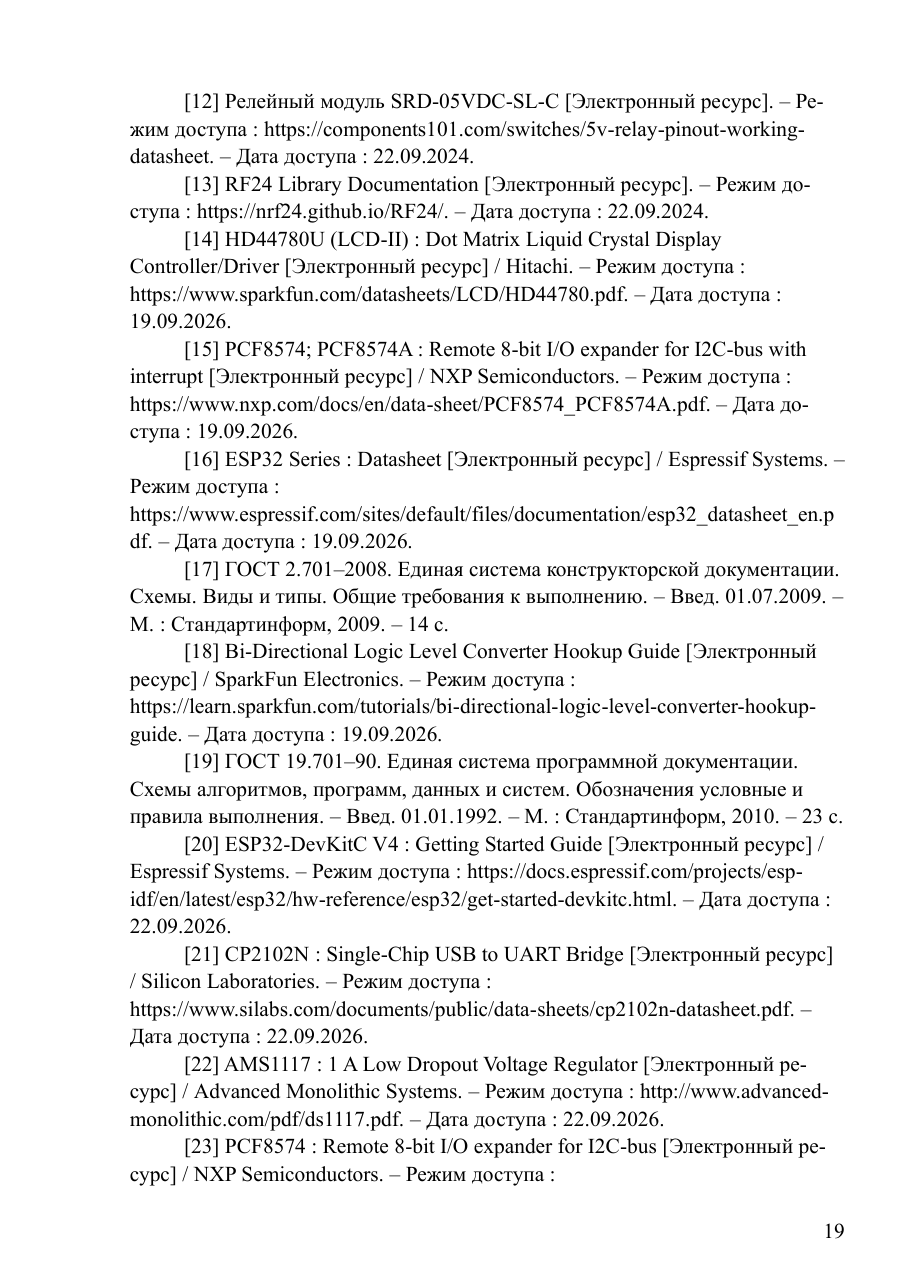 [12] Релейный модуль SRD-05VDC-SL-C [Электронный ресурс]. – Ре-
жим доступа : https://components101.com/switches/5v-relay-pinout-working-
datasheet. – Дата доступа : 22.09.2024.
[13] RF24 Library Documentation [Электронный ресурс]. – Режим до-
ступа : https://nrf24.github.io/RF24/. – Дата доступа : 22.09.2024.
[14] HD44780U (LCD-II) : Dot Matrix Liquid Crystal Display
Controller/Driver [Электронный ресурс] / Hitachi. – Режим доступа :
https://www.sparkfun.com/datasheets/LCD/HD44780.pdf. – Дата доступа :
19.09.2026.
[15] PCF8574; PCF8574A : Remote 8-bit I/O expander for I2C-bus with
interrupt [Электронный ресурс] / NXP Semiconductors. – Режим доступа :
https://www.nxp.com/docs/en/data-sheet/PCF8574_PCF8574A.pdf. – Дата до-
ступа : 19.09.2026.
[16] ESP32 Series : Datasheet [Электронный ресурс] / Espressif Systems. –
Режим доступа :
https://www.espressif.com/sites/default/files/documentation/esp32_datasheet_en.p
df. – Дата доступа : 19.09.2026.
[17] ГОСТ 2.701–2008. Единая система конструкторской документации.
Схемы. Виды и типы. Общие требования к выполнению. – Введ. 01.07.2009. –
М. : Стандартинформ, 2009. – 14 с.
[18] Bi-Directional Logic Level Converter Hookup Guide [Электронный
ресурс] / SparkFun Electronics. – Режим доступа :
https://learn.sparkfun.com/tutorials/bi-directional-logic-level-converter-hookup-
guide. – Дата доступа : 19.09.2026.
[19] ГОСТ 19.701–90. Единая система программной документации.
Схемы алгоритмов, программ, данных и систем. Обозначения условные и
правила выполнения. – Введ. 01.01.1992. – М. : Стандартинформ, 2010. – 23 с.
[20] ESP32-DevKitC V4 : Getting Started Guide [Электронный ресурс] /
Espressif Systems. – Режим доступа : https://docs.espressif.com/projects/esp-
idf/en/latest/esp32/hw-reference/esp32/get-started-devkitc.html. – Дата доступа :
22.09.2026.
[21] CP2102N : Single-Chip USB to UART Bridge [Электронный ресурс]
/ Silicon Laboratories. – Режим доступа :
https://www.silabs.com/documents/public/data-sheets/cp2102n-datasheet.pdf. –
Дата доступа : 22.09.2026.
[22] AMS1117 : 1 A Low Dropout Voltage Regulator [Электронный ре-
сурс] / Advanced Monolithic Systems. – Режим доступа : http://www.advanced-
monolithic.com/pdf/ds1117.pdf. – Дата доступа : 22.09.2026.
[23] PCF8574 : Remote 8-bit I/O expander for I2C-bus [Электронный ре-
сурс] / NXP Semiconductors. – Режим доступа :
19